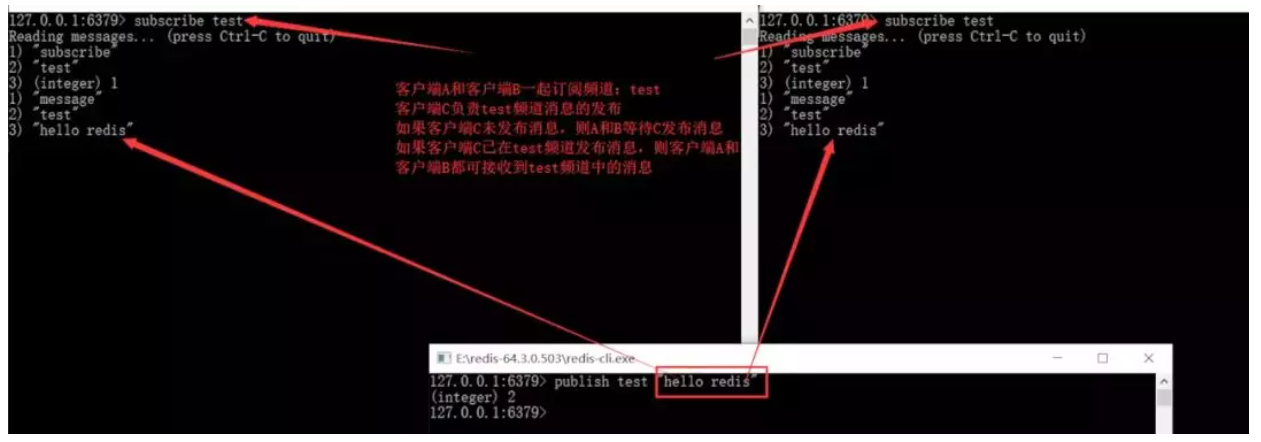 127.0.0.1:6379> subscribe test
Reading messages... (press Ctrl-C to quit)
1) "subscribe"
2) "test"
3) (integer) 1
1) "message"
2) "test"
3) "hello redis"
客户端A和客户端B一起订阅频道：test
客户端C负责test频道消息的发布
如果客户端C未发布消息，则A和B等待C发布消息
如果客户端C已在test频道发布消息，则客户端A和
客户端B都可接收到test频道中的消息
127.0.0.1:6379> subscribe test
Reading messages... (press Ctrl-C to quit)
1) "subscribe"
2) "test"
3) (integer) 1
1) "message"
2) "test"
3) "hello redis"
E:\redis-64.3.0.503\redis-cli.exe
127.0.0.1:6379> publish test "hello redis"
(integer) 2
127.0.0.1:6379>